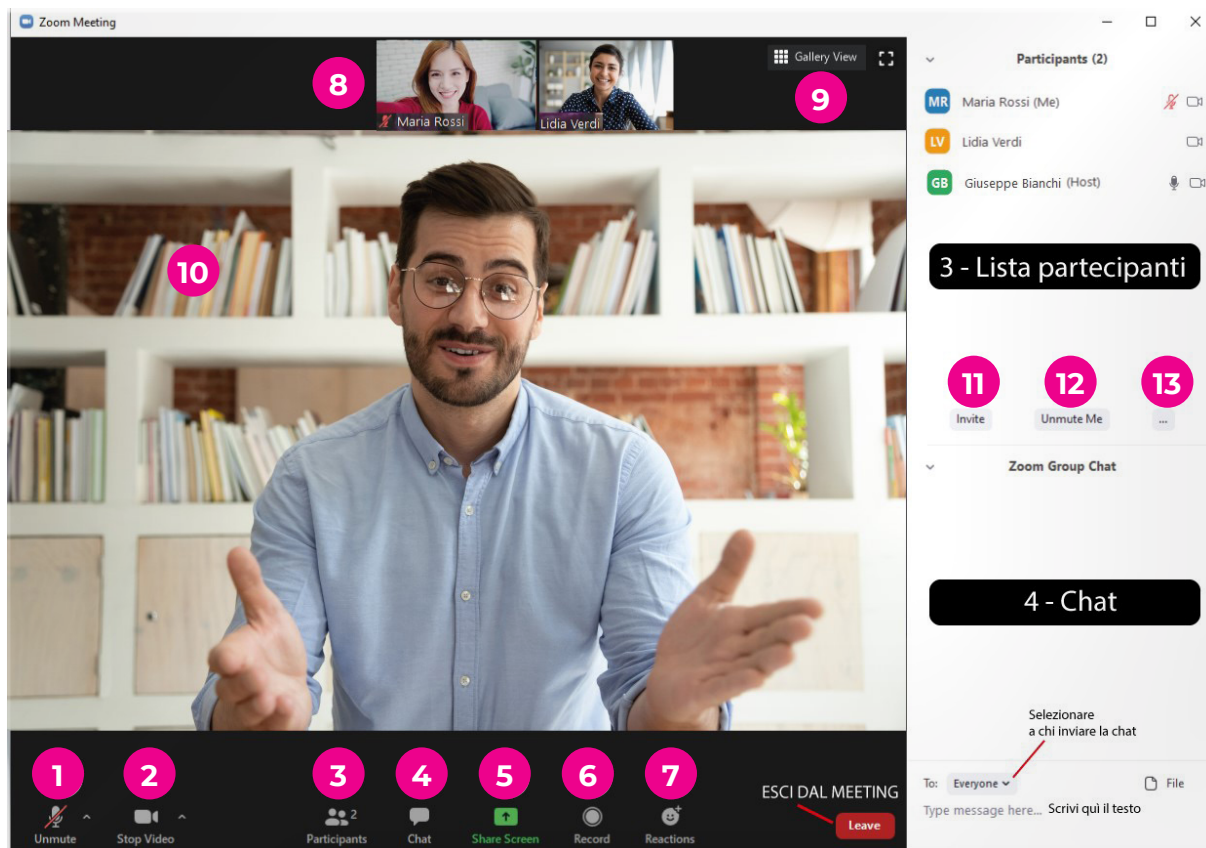 Zoom Meeting
8
Maria Rossi
Lidia Verdi
Gallery View
9
10
Participants (2)
MR Maria Rossi (Me)
LV Lidia Verdi
GB Giuseppe Bianchi (Host)
3 - Lista partecipanti
11
12
13
Invite
Unmute Me
...
Zoom Group Chat
4 - Chat
Selezionare
a chi inviare la chat
To: Everyone
File
Type message here... Scrivi quì il testo
1
2
3
4
5
6
7
ESCI DAL MEETING
2
Unmute
Stop Video
Participants
Chat
Share Screen
Record
Reactions
Leave